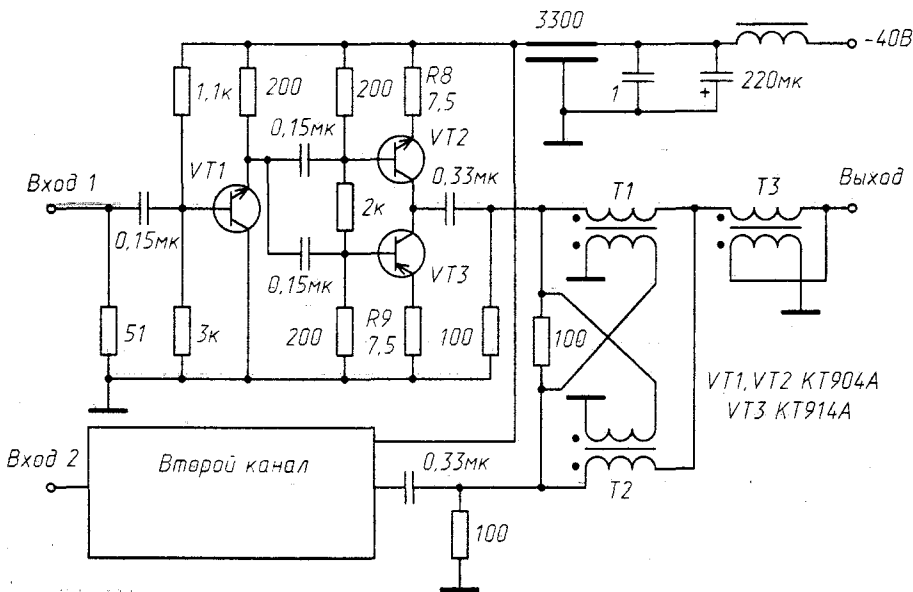 3300
-40В
R8
7,5
1,1к
200
200
1
220мк
+
0,15мк
VT2
VT1
0,33мк
T1
T3
Выход
Вход 1
2к
0,15мк
VT3
0,15мк
51
3к
200
R9
7,5
100
100
VT1,VT2 КТ904А
VT3 КТ914А
Вход 2
Второй канал
0,33мк
T2
100